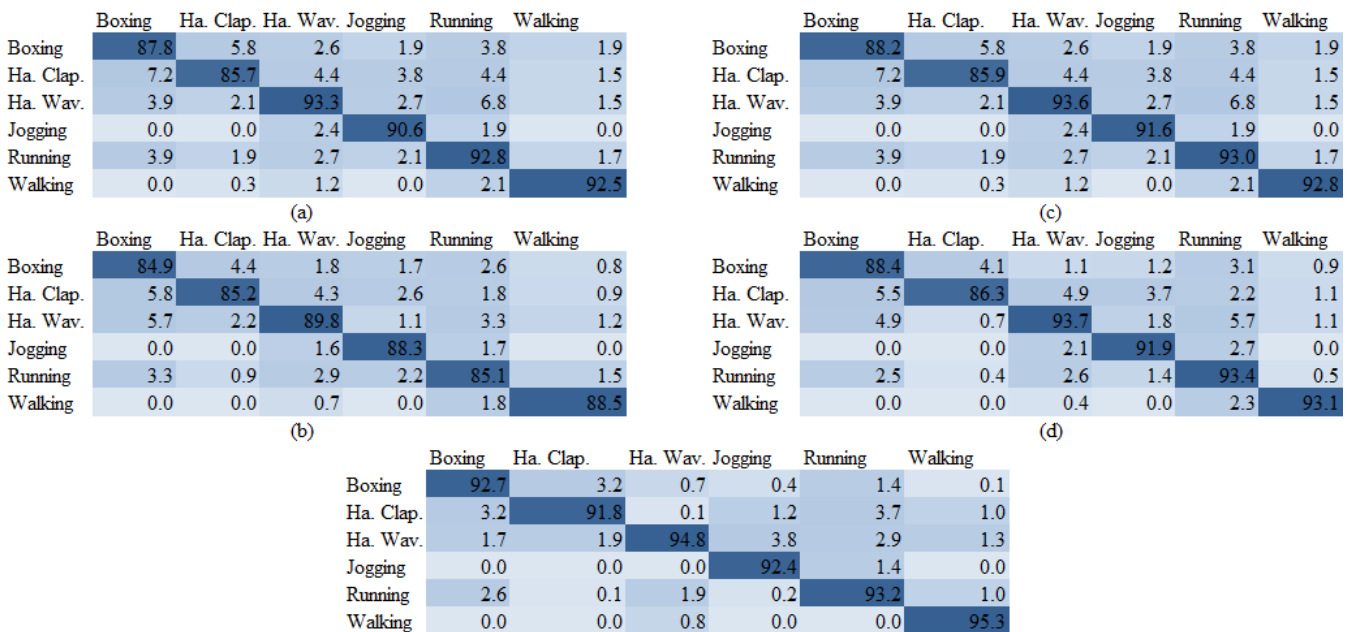 Boxing Ha. Clap. Ha. Wav. Jogging Running Walking
Boxing 87.8 5.8 2.6 1.9 3.8 1.9
Ha. Clap. 7.2 85.7 4.4 3.8 4.4 1.5
Ha. Wav. 3.9 2.1 93.3 2.7 6.8 1.5
Jogging 0.0 0.0 2.4 90.6 1.9 0.0
Running 3.9 1.9 2.7 2.1 92.8 1.7
Walking 0.0 0.3 1.2 0.0 2.1 92.5
(a)
Boxing Ha. Clap. Ha. Wav. Jogging Running Walking
Boxing 88.2 5.8 2.6 1.9 3.8 1.9
Ha. Clap. 7.2 85.9 4.4 3.8 4.4 1.5
Ha. Wav. 3.9 2.1 93.6 2.7 6.8 1.5
Jogging 0.0 0.0 2.4 91.6 1.9 0.0
Running 3.9 1.9 2.7 2.1 93.0 1.7
Walking 0.0 0.3 1.2 0.0 2.1 92.8
(c)
Boxing Ha. Clap. Ha. Wav. Jogging Running Walking
Boxing 84.9 4.4 1.8 1.7 2.6 0.8
Ha. Clap. 5.8 85.2 4.3 2.6 1.8 0.9
Ha. Wav. 5.7 2.2 89.8 1.1 3.3 1.2
Jogging 0.0 0.0 1.6 88.3 1.7 0.0
Running 3.3 0.9 2.9 2.2 85.1 1.5
Walking 0.0 0.0 0.7 0.0 1.8 88.5
(b)
Boxing Ha. Clap. Ha. Wav. Jogging Running Walking
Boxing 88.4 4.1 1.1 1.2 3.1 0.9
Ha. Clap. 5.5 86.3 4.9 3.7 2.2 1.1
Ha. Wav. 4.9 0.7 93.7 1.8 5.7 1.1
Jogging 0.0 0.0 2.1 91.9 2.7 0.0
Running 2.5 0.4 2.6 1.4 93.4 0.5
Walking 0.0 0.0 0.4 0.0 2.3 93.1
(d)
Boxing Ha. Clap. Ha. Wav. Jogging Running Walking
Boxing 92.7 3.2 0.7 0.4 1.4 0.1
Ha. Clap. 3.2 91.8 0.1 1.2 3.7 1.0
Ha. Wav. 1.7 1.9 94.8 3.8 2.9 1.3
Jogging 0.0 0.0 0.0 92.4 1.4 0.0
Running 2.6 0.1 1.9 0.2 93.2 1.0
Walking 0.0 0.0 0.8 0.0 0.0 95.3